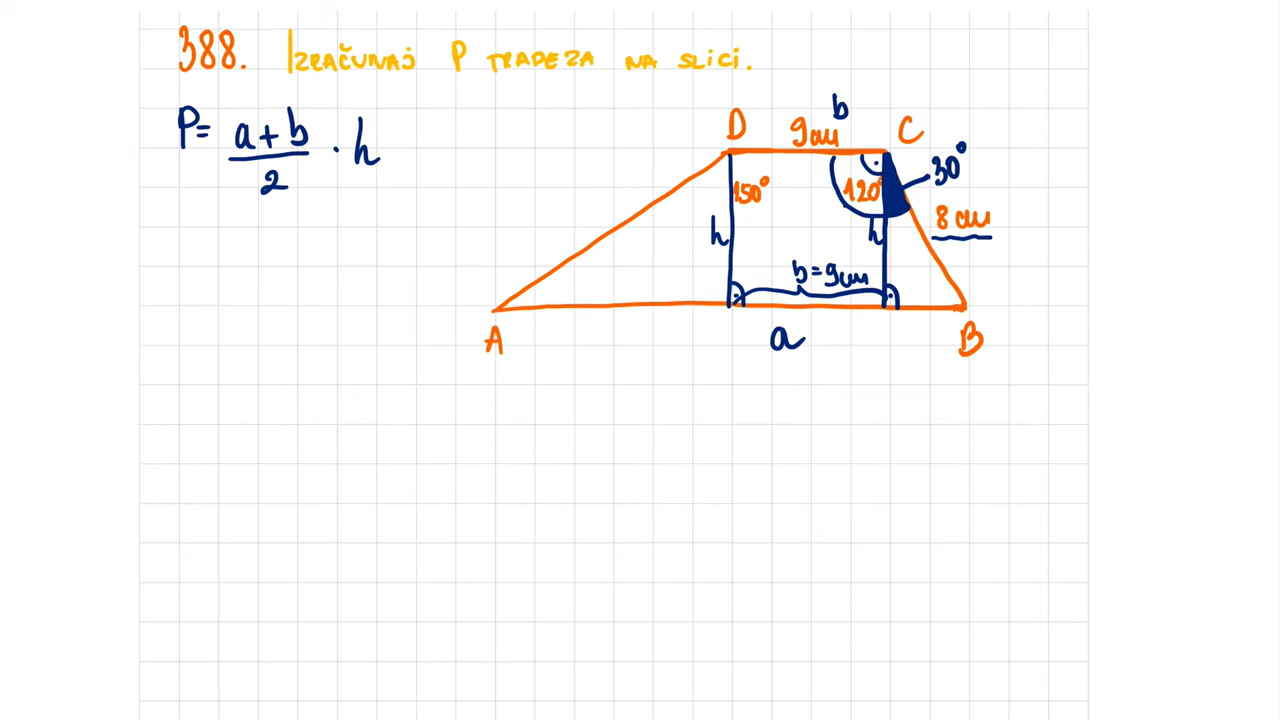 388. IZRAČUNAJ P TRAPEZA NA SLICI.
P = a + b / 2 · h
b
D 9cm C
30°
150° 120°
8 cm
h h
b = 9cm
A a B